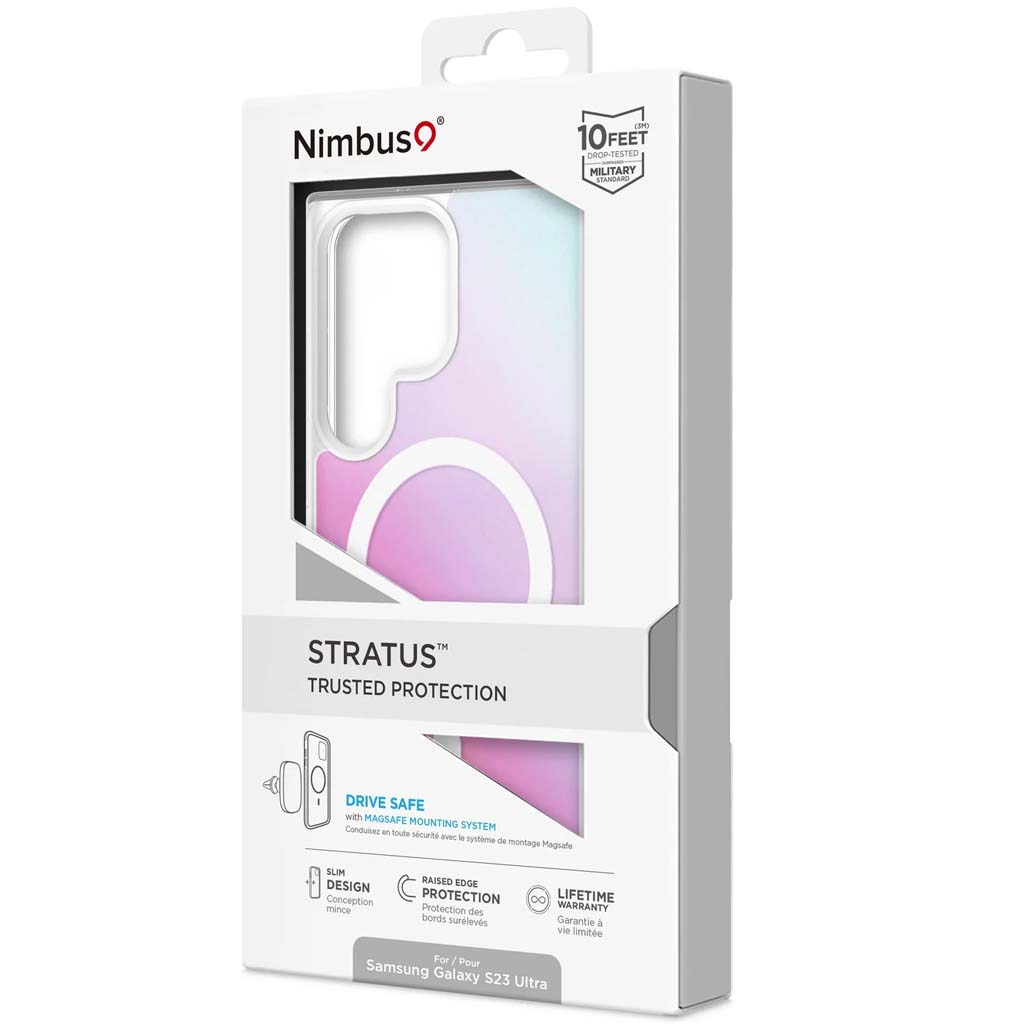 Nimbus9®
10 FEET (3M)
DROP-TESTED
SURPASSES
MILITARY
STANDARD
STRATUS™
TRUSTED PROTECTION
DRIVE SAFE
with MAGSAFE MOUNTING SYSTEM
Conduisez en toute sécurité avec le système de montage Magsafe
SLIM
DESIGN
Conception
mince
RAISED EDGE
PROTECTION
Protection des
bords surélevés
LIFETIME
WARRANTY
Garantie à
vie limitée
For / Pour
Samsung Galaxy S23 Ultra